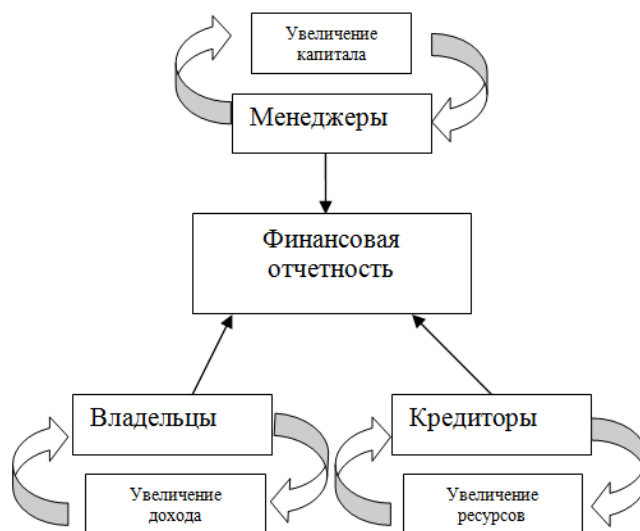 Увеличение
капитала
Менеджеры
Финансовая
отчетность
Владельцы
Увеличение
дохода
Кредиторы
Увеличение
ресурсов